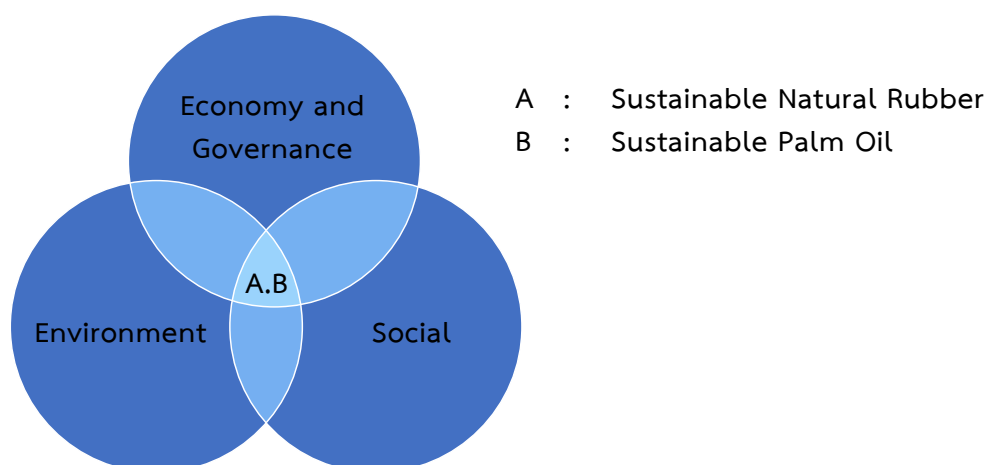 Economy and
Governance
A : Sustainable Natural Rubber
B : Sustainable Palm Oil
A.B
Environment
Social